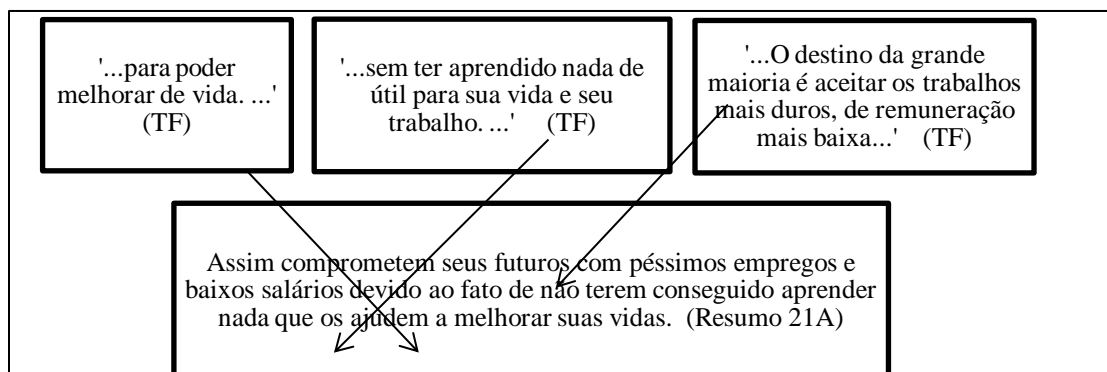 '...para poder
melhorar de vida. ...'
(TF)
'...sem ter aprendido nada de
útil para sua vida e seu
trabalho. ...' (TF)
'...O destino da grande
maioria é aceitar os trabalhos
mais duros, de remuneração
mais baixa...' (TF)
Assim comprometem seus futuros com péssimos empregos e
baixos salários devido ao fato de não terem conseguido aprender
nada que os ajudem a melhorar suas vidas. (Resumo 21A)